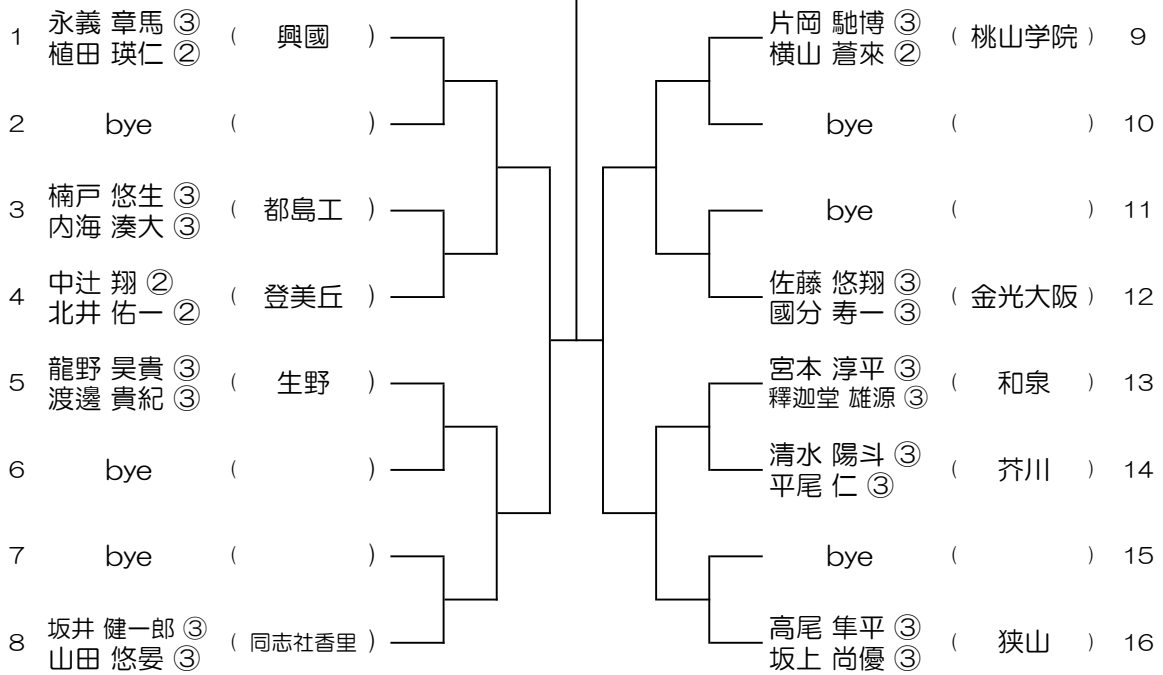 1 永義 章馬 ③ ( 興國 )
植田 瑛仁 ②
2 bye ( )
3 楠戸 悠生 ③ ( 都島工 )
内海 湊大 ③
4 中辻 翔 ② ( 登美丘 )
北井 佑一 ②
5 龍野 昊貴 ③ ( 生野 )
渡邊 貴紀 ③
6 bye ( )
7 bye ( )
8 坂井 健一郎 ③ ( 同志社香里 )
山田 悠晏 ③
片岡 馳博 ③ ( 桃山学院 ) 9
横山 蒼來 ②
bye ( ) 10
bye ( ) 11
佐藤 悠翔 ③ ( 金光大阪 ) 12
國分 寿一 ③
宮本 淳平 ③ ( 和泉 ) 13
釋迦堂 雄源 ③
清水 陽斗 ③ ( 芥川 ) 14
平尾 仁 ③
bye ( ) 15
高尾 隼平 ③ ( 狭山 ) 16
坂上 尚優 ③